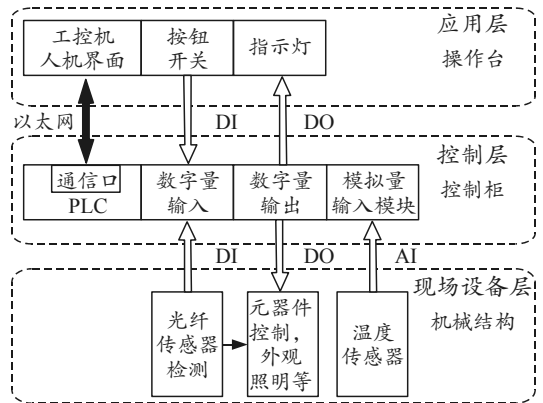 应用层
操作台
工控机
人机界面
按钮
开关
指示灯
以太网
DI
DO
控制层
控制柜
通信口
PLC
数字量
输入
数字量
输出
模拟量
输入模块
DI
DO
AI
现场设备层
机械结构
光纤
传感器
检测
元器件
控制，
外观
照明等
温度
传感器